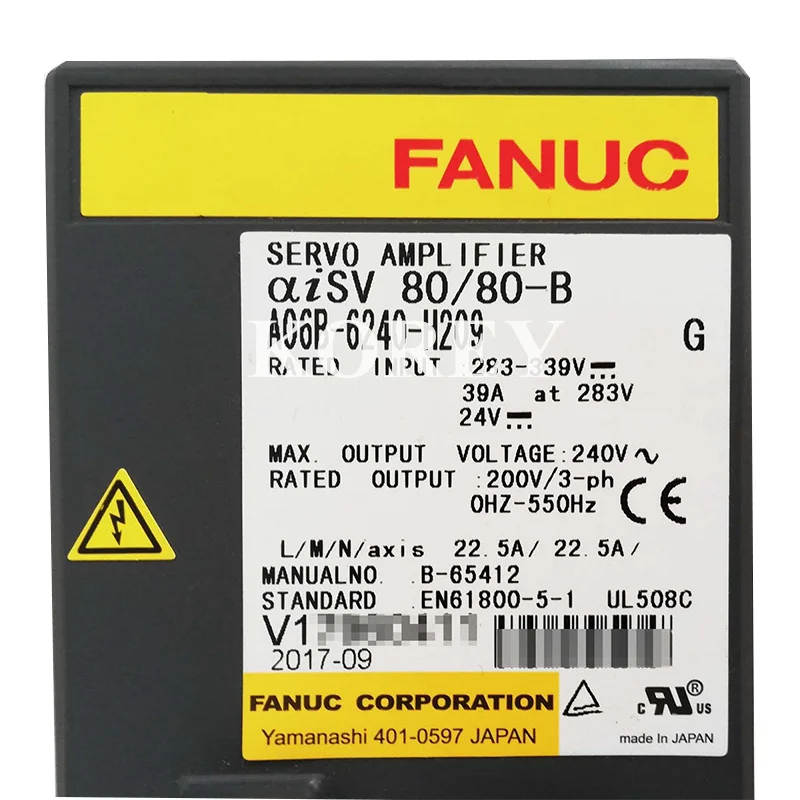 FANUC
SERVO AMPLIFIER
αiSV 80/80-B
A06B-6240-H209 G
KOREY
RATED INPUT :283-339V
39A at 283V
24V
MAX. OUTPUT VOLTAGE:240V
RATED OUTPUT :200V/3-ph
0HZ-550Hz
CE
L/M/N/axis 22.5A/ 22.5A/
MANUALNO. :B-65412
STANDARD :EN61800-5-1 UL508C
2017-09
FANUC CORPORATION
Yamanashi 401-0597 JAPAN
c RU ® US
made In JAPAN